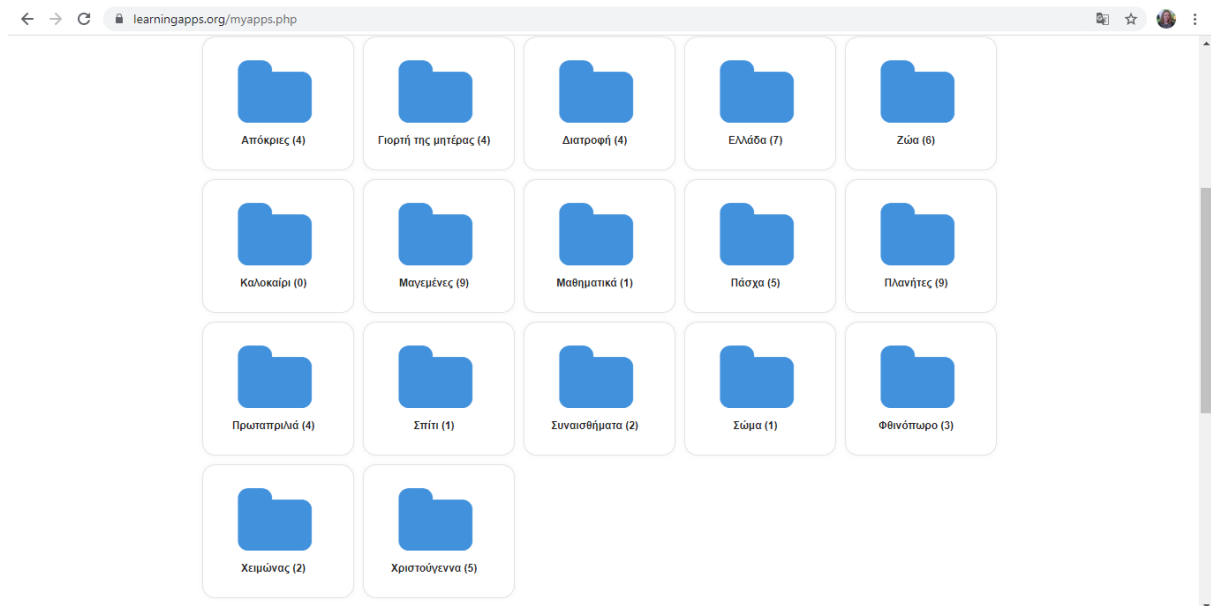 learningapps.org/myapps.php
Απόκριες (4)
Γιορτή της μητέρας (4)
Διατροφή (4)
Ελλάδα (7)
Ζώα (6)
Καλοκαίρι (0)
Μαγεμένες (9)
Μαθηματικά (1)
Πάσχα (5)
Πλανήτες (9)
Πρωταπριλιά (4)
Σπίτι (1)
Συναισθήματα (2)
Σώμα (1)
Φθινόπωρο (3)
Χειμώνας (2)
Χριστούγεννα (5)